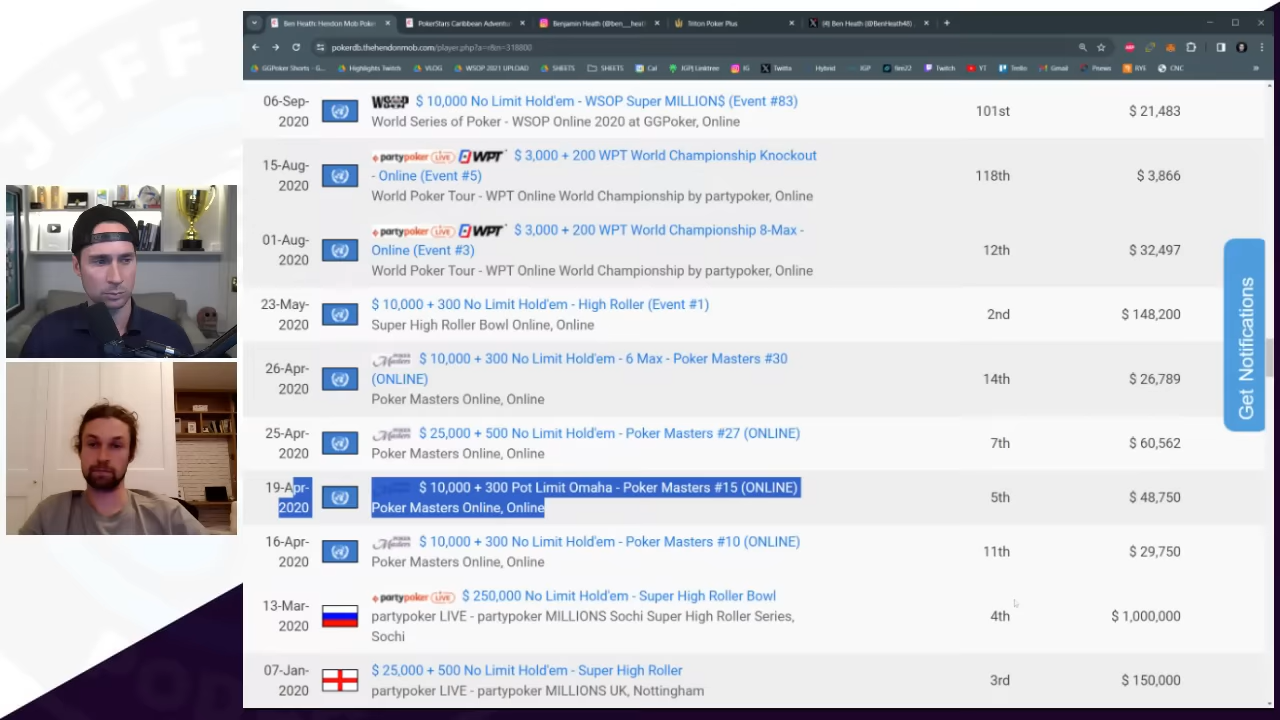 JEFF
Ben Heath: Hendon Mob Poke
PokerStars Caribbean Adventur
Benjamin Heath (@ben__heat
Triton Poker Plus
(4) Ben Heath (@BenHeath48)
pokerdb.thehendonmob.com/player.php?a=r&n=318800
GGPoker Shorts - G...
Highlights Twitch
VLOG
WSOP 2021 UPLOAD
SHEETS
SHEETS
Cal
JGP| Linktree
IG
Twitte
Hybrid
IGP
Twitch
YT
Trello
Gmail
RYE
CNC
06-Sep-
2020
WSOP $ 10,000 No Limit Hold'em - WSOP Super MILLION$ (Event #83)
World Series of Poker - WSOP Online 2020 at GGPoker, Online
101st
$ 21,483
15-Aug-
2020
partypoker LIVE WPT $ 3,000 + 200 WPT World Championship Knockout
- Online (Event #5)
World Poker Tour - WPT Online World Championship by partypoker, Online
118th
$ 3,866
01-Aug-
2020
partypoker LIVE WPT $ 3,000 + 200 WPT World Championship 8-Max -
Online (Event #3)
World Poker Tour - WPT Online World Championship by partypoker, Online
12th
$ 32,497
23-May-
2020
$ 10,000 + 300 No Limit Hold'em - High Roller (Event #1)
Super High Roller Bowl Online, Online
2nd
$ 148,200
26-Apr-
2020
$ 10,000 + 300 No Limit Hold'em - 6 Max - Poker Masters #30
(ONLINE)
Poker Masters Online, Online
14th
$ 26,789
25-Apr-
2020
$ 25,000 + 500 No Limit Hold'em - Poker Masters #27 (ONLINE)
Poker Masters Online, Online
7th
$ 60,562
19-Apr-
2020
$ 10,000 + 300 Pot Limit Omaha - Poker Masters #15 (ONLINE)
Poker Masters Online, Online
5th
$ 48,750
16-Apr-
2020
$ 10,000 + 300 No Limit Hold'em - Poker Masters #10 (ONLINE)
Poker Masters Online, Online
11th
$ 29,750
13-Mar-
2020
partypoker LIVE $ 250,000 No Limit Hold'em - Super High Roller Bowl
partypoker LIVE - partypoker MILLIONS Sochi Super High Roller Series,
Sochi
4th
$ 1,000,000
07-Jan-
2020
$ 25,000 + 500 No Limit Hold'em - Super High Roller
partypoker LIVE - partypoker MILLIONS UK, Nottingham
3rd
$ 150,000
Get Notifications